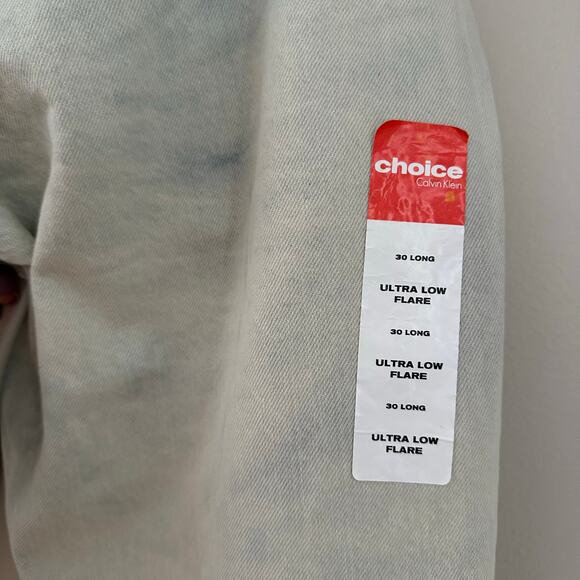 choice
Calvin Klein
30 LONG
ULTRA LOW
FLARE
30 LONG
ULTRA LOW
FLARE
30 LONG
ULTRA LOW
FLARE